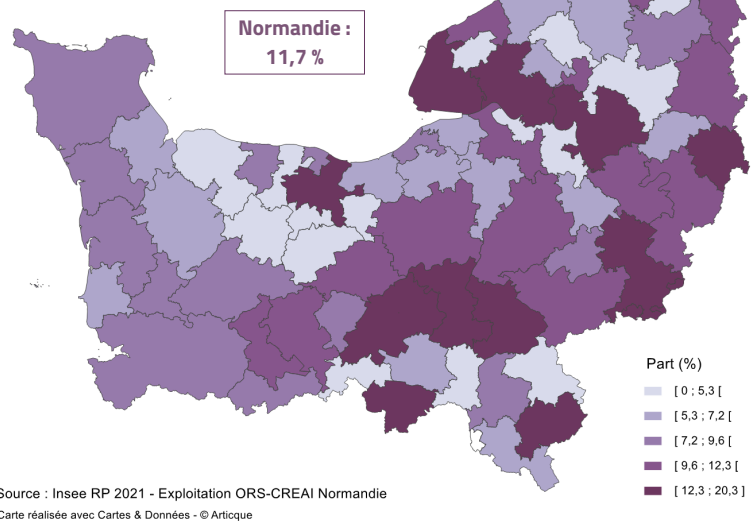 Normandie :
11,7 %
Part (%)
[ 0 ; 5,3 [
[ 5,3 ; 7,2 [
[ 7,2 ; 9,6 [
[ 9,6 ; 12,3 [
[ 12,3 ; 20,3 ]
Source : Insee RP 2021 - Exploitation ORS-CREAI Normandie
Carte réalisée avec Cartes & Données - © Articque